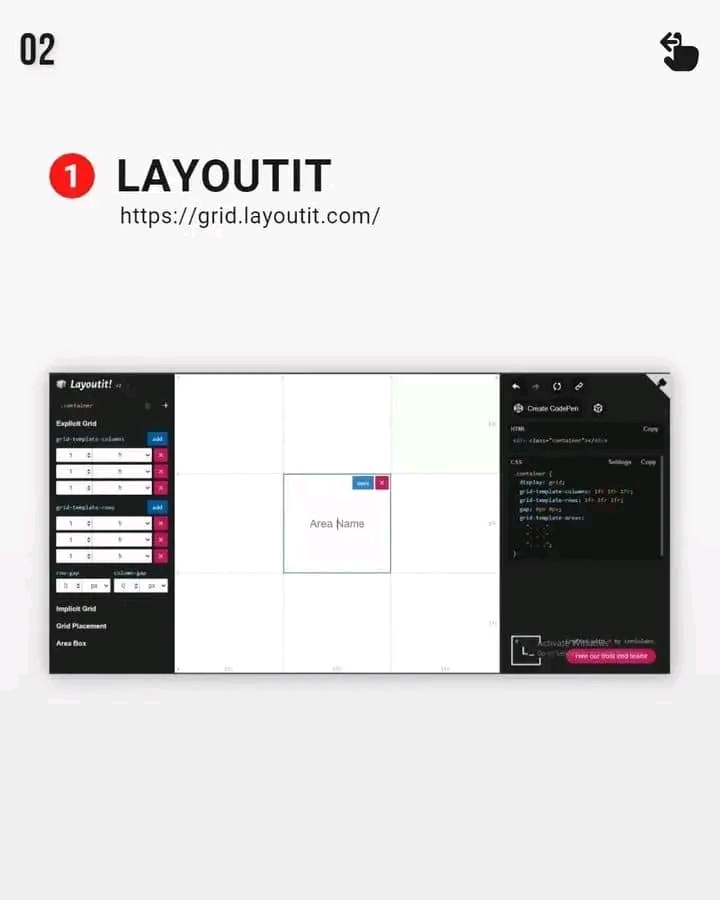 02
1 LAYOUTIT
https://grid.layoutit.com/
Layoutit!
.container
+
Explicit Grid
grid-template-columns add
1 fr
1 fr
1 fr
grid-template-rows add
1 fr
1 fr
1 fr
row-gap column-gap
0 px 0 px
Implicit Grid
Grid Placement
Area Box
save
Area Name
Create CodePen
HTML Copy
<div class="container"></div>
CSS Settings Copy
.container {
display: grid;
grid-template-columns: 1fr 1fr 1fr;
grid-template-rows: 1fr 1fr 1fr;
gap: 0px 0px;
grid-template-areas:
}
Activate Windows
by Leniolabs
L_
Hire our front end teams